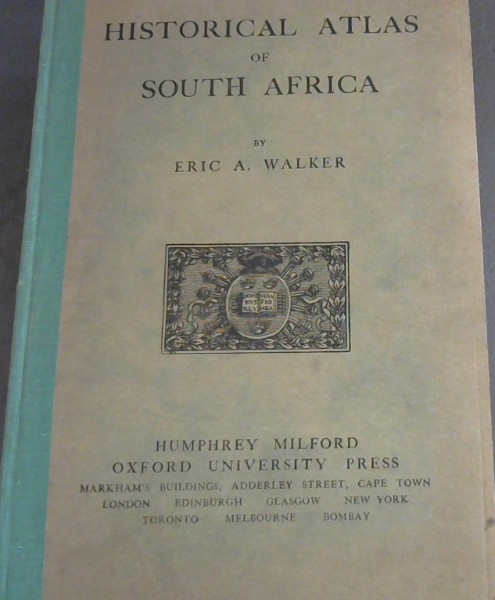 HISTORICAL ATLAS
OF
SOUTH AFRICA
BY
ERIC A. WALKER
HUMPHREY MILFORD
OXFORD UNIVERSITY PRESS
MARKHAM'S BUILDINGS, ADDERLEY STREET, CAPE TOWN
LONDON EDINBURGH GLASGOW NEW YORK
TORONTO MELBOURNE BOMBAY